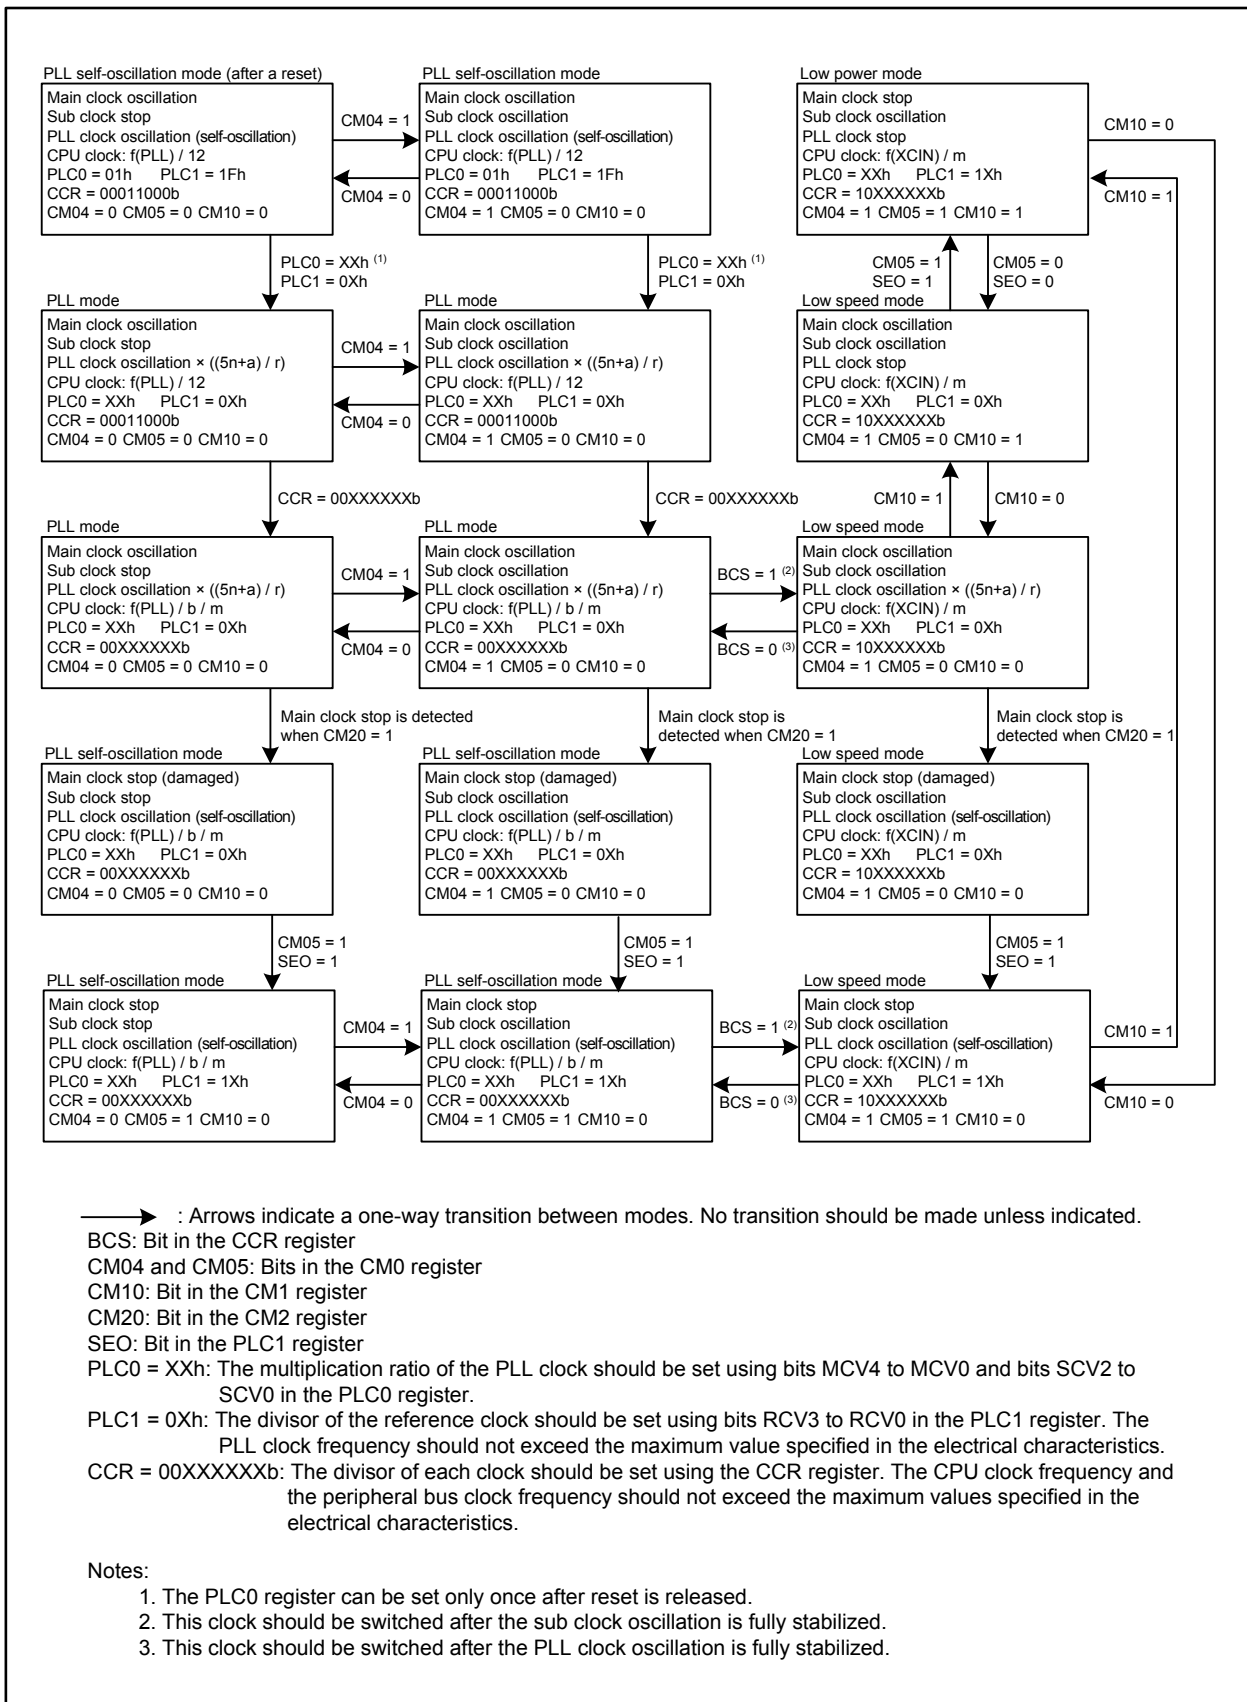 PLL self-oscillation mode (after a reset)
Main clock oscillation
Sub clock stop
PLL clock oscillation (self-oscillation)
CPU clock: f(PLL) / 12
PLC0 = 01h PLC1 = 1Fh
CCR = 00011000b
CM04 = 0 CM05 = 0 CM10 = 0
CM04 = 1
CM04 = 0
PLL self-oscillation mode
Main clock oscillation
Sub clock oscillation
PLL clock oscillation (self-oscillation)
CPU clock: f(PLL) / 12
PLC0 = 01h PLC1 = 1Fh
CCR = 00011000b
CM04 = 1 CM05 = 0 CM10 = 0
Low power mode
Main clock stop
Sub clock oscillation
PLL clock stop
CPU clock: f(XCIN) / m
PLC0 = XXh PLC1 = 1Xh
CCR = 10XXXXXXb
CM04 = 1 CM05 = 1 CM10 = 1
CM10 = 0
CM10 = 1
PLC0 = XXh (1)
PLC1 = 0Xh
PLC0 = XXh (1)
PLC1 = 0Xh
CM05 = 1
SEO = 1
CM05 = 0
SEO = 0
PLL mode
Main clock oscillation
Sub clock stop
PLL clock oscillation × ((5n+a) / r)
CPU clock: f(PLL) / 12
PLC0 = XXh PLC1 = 0Xh
CCR = 00011000b
CM04 = 0 CM05 = 0 CM10 = 0
CM04 = 1
CM04 = 0
PLL mode
Main clock oscillation
Sub clock oscillation
PLL clock oscillation × ((5n+a) / r)
CPU clock: f(PLL) / 12
PLC0 = XXh PLC1 = 0Xh
CCR = 00011000b
CM04 = 1 CM05 = 0 CM10 = 0
Low speed mode
Main clock oscillation
Sub clock oscillation
PLL clock stop
CPU clock: f(XCIN) / m
PLC0 = XXh PLC1 = 0Xh
CCR = 10XXXXXXb
CM04 = 1 CM05 = 0 CM10 = 1
CCR = 00XXXXXXb
CCR = 00XXXXXXb
CM10 = 1
CM10 = 0
PLL mode
Main clock oscillation
Sub clock stop
PLL clock oscillation × ((5n+a) / r)
CPU clock: f(PLL) / b / m
PLC0 = XXh PLC1 = 0Xh
CCR = 00XXXXXXb
CM04 = 0 CM05 = 0 CM10 = 0
CM04 = 1
CM04 = 0
PLL mode
Main clock oscillation
Sub clock oscillation
PLL clock oscillation × ((5n+a) / r)
CPU clock: f(PLL) / b / m
PLC0 = XXh PLC1 = 0Xh
CCR = 00XXXXXXb
CM04 = 1 CM05 = 0 CM10 = 0
BCS = 1 (2)
BCS = 0 (3)
Low speed mode
Main clock oscillation
Sub clock oscillation
PLL clock oscillation × ((5n+a) / r)
CPU clock: f(XCIN) / m
PLC0 = XXh PLC1 = 0Xh
CCR = 10XXXXXXb
CM04 = 1 CM05 = 0 CM10 = 0
Main clock stop is detected
when CM20 = 1
Main clock stop is
detected when CM20 = 1
Main clock stop is
detected when CM20 = 1
PLL self-oscillation mode
Main clock stop (damaged)
Sub clock stop
PLL clock oscillation (self-oscillation)
CPU clock: f(PLL) / b / m
PLC0 = XXh PLC1 = 0Xh
CCR = 00XXXXXXb
CM04 = 0 CM05 = 0 CM10 = 0
PLL self-oscillation mode
Main clock stop (damaged)
Sub clock oscillation
PLL clock oscillation (self-oscillation)
CPU clock: f(PLL) / b / m
PLC0 = XXh PLC1 = 0Xh
CCR = 00XXXXXXb
CM04 = 1 CM05 = 0 CM10 = 0
Low speed mode
Main clock stop (damaged)
Sub clock oscillation
PLL clock oscillation (self-oscillation)
CPU clock: f(XCIN) / m
PLC0 = XXh PLC1 = 0Xh
CCR = 10XXXXXXb
CM04 = 1 CM05 = 0 CM10 = 0
CM05 = 1
SEO = 1
CM05 = 1
SEO = 1
CM05 = 1
SEO = 1
PLL self-oscillation mode
Main clock stop
Sub clock stop
PLL clock oscillation (self-oscillation)
CPU clock: f(PLL) / b / m
PLC0 = XXh PLC1 = 1Xh
CCR = 00XXXXXXb
CM04 = 0 CM05 = 1 CM10 = 0
CM04 = 1
CM04 = 0
PLL self-oscillation mode
Main clock stop
Sub clock oscillation
PLL clock oscillation (self-oscillation)
CPU clock: f(PLL) / b / m
PLC0 = XXh PLC1 = 1Xh
CCR = 00XXXXXXb
CM04 = 1 CM05 = 1 CM10 = 0
BCS = 1 (2)
BCS = 0 (3)
Low speed mode
Main clock stop
Sub clock oscillation
PLL clock oscillation (self-oscillation)
CPU clock: f(XCIN) / m
PLC0 = XXh PLC1 = 1Xh
CCR = 10XXXXXXb
CM04 = 1 CM05 = 1 CM10 = 0
CM10 = 1
CM10 = 0
: Arrows indicate a one-way transition between modes. No transition should be made unless indicated.
BCS: Bit in the CCR register
CM04 and CM05: Bits in the CM0 register
CM10: Bit in the CM1 register
CM20: Bit in the CM2 register
SEO: Bit in the PLC1 register
PLC0 = XXh: The multiplication ratio of the PLL clock should be set using bits MCV4 to MCV0 and bits SCV2 to
SCV0 in the PLC0 register.
PLC1 = 0Xh: The divisor of the reference clock should be set using bits RCV3 to RCV0 in the PLC1 register. The
PLL clock frequency should not exceed the maximum value specified in the electrical characteristics.
CCR = 00XXXXXXb: The divisor of each clock should be set using the CCR register. The CPU clock frequency and
the peripheral bus clock frequency should not exceed the maximum values specified in the
electrical characteristics.
Notes:
1. The PLC0 register can be set only once after reset is released.
2. This clock should be switched after the sub clock oscillation is fully stabilized.
3. This clock should be switched after the PLL clock oscillation is fully stabilized.